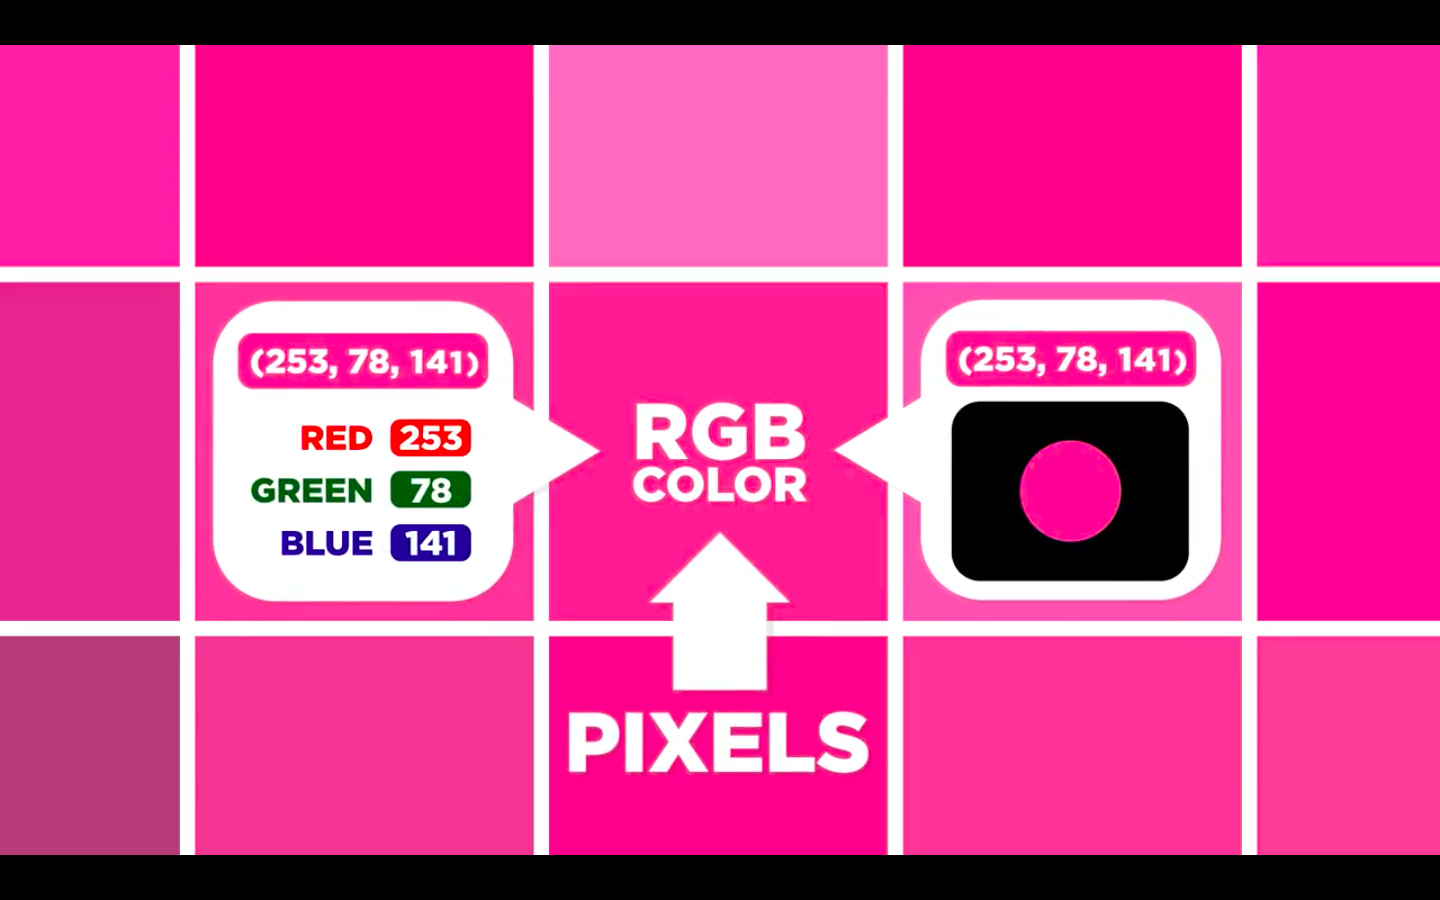 (253, 78, 141)
RED 253
GREEN 78
BLUE 141
RGB
COLOR
(253, 78, 141)
PIXELS